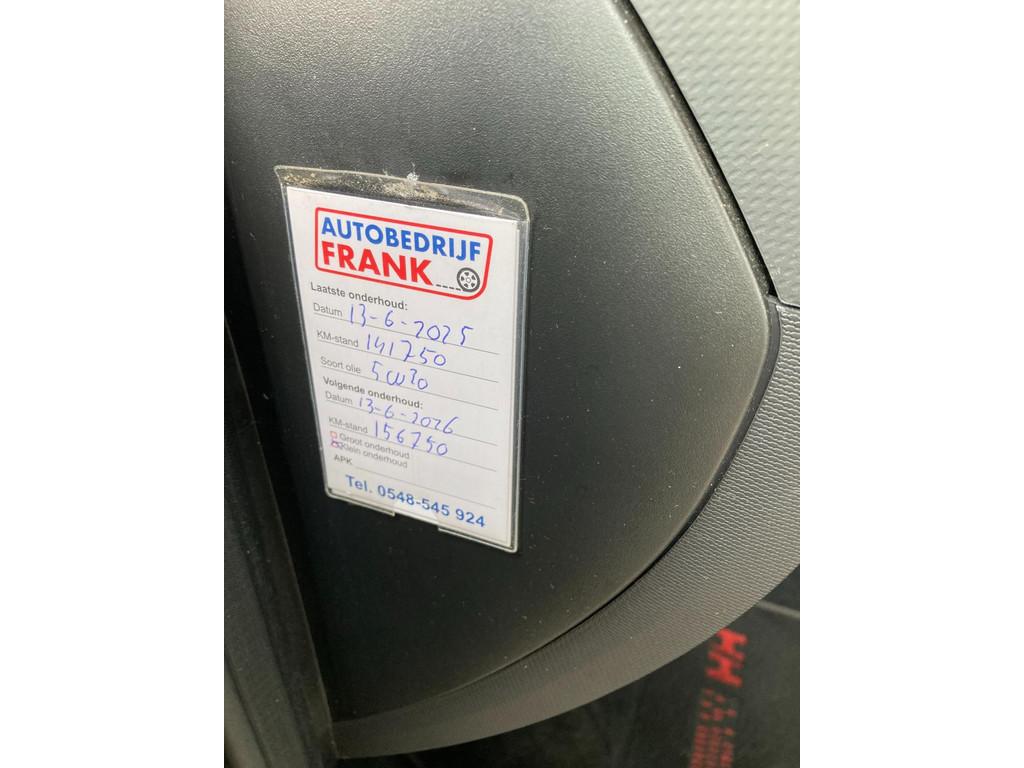 AUTOBEDRIJF
FRANK
Laatste onderhoud:
Datum 13-6-2025
KM-stand 141750
Soort olie 5W30
Volgende onderhoud:
Datum 13-6-2026
KM-stand 156750
Groot onderhoud
Klein onderhoud
APK
Tel. 0548-545 924
HH